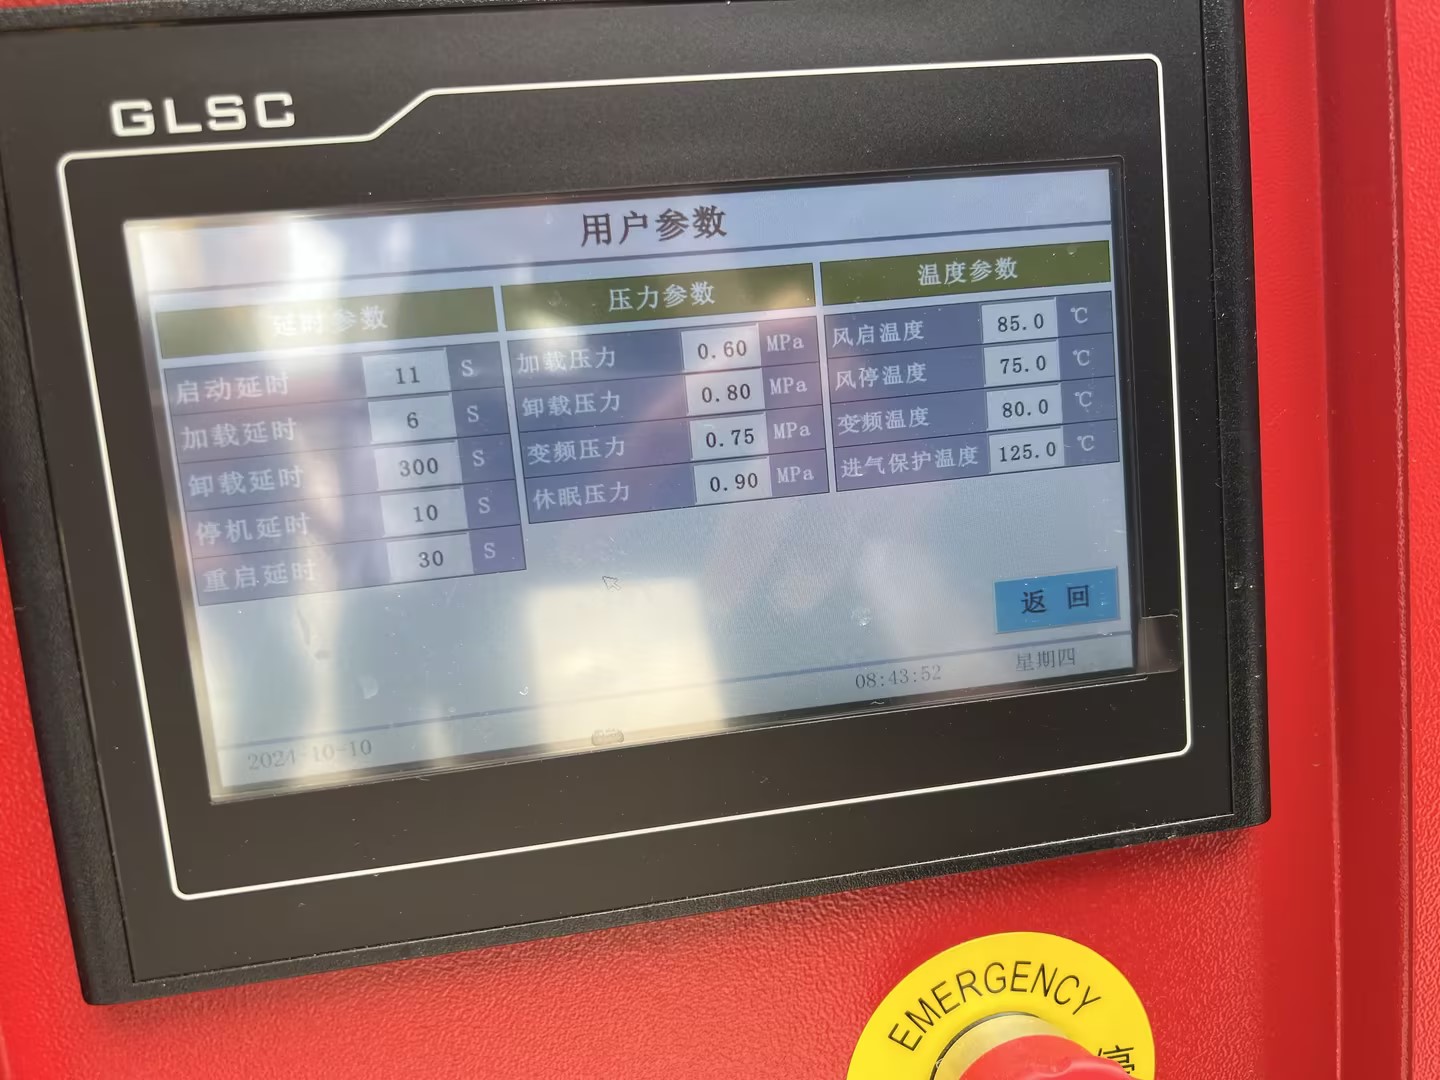 GLSC
用户参数
延时参数
启动延时 11 S
加载延时 6 S
卸载延时 300 S
停机延时 10 S
重启延时 30 S
压力参数
加载压力 0.60 MPa
卸载压力 0.80 MPa
变频压力 0.75 MPa
休眠压力 0.90 MPa
温度参数
风启温度 85.0 ℃
风停温度 75.0 ℃
变频温度 80.0 ℃
进气保护温度 125.0 ℃
返 回
2024-10-10 08:43:52 星期四
EMERGENCY